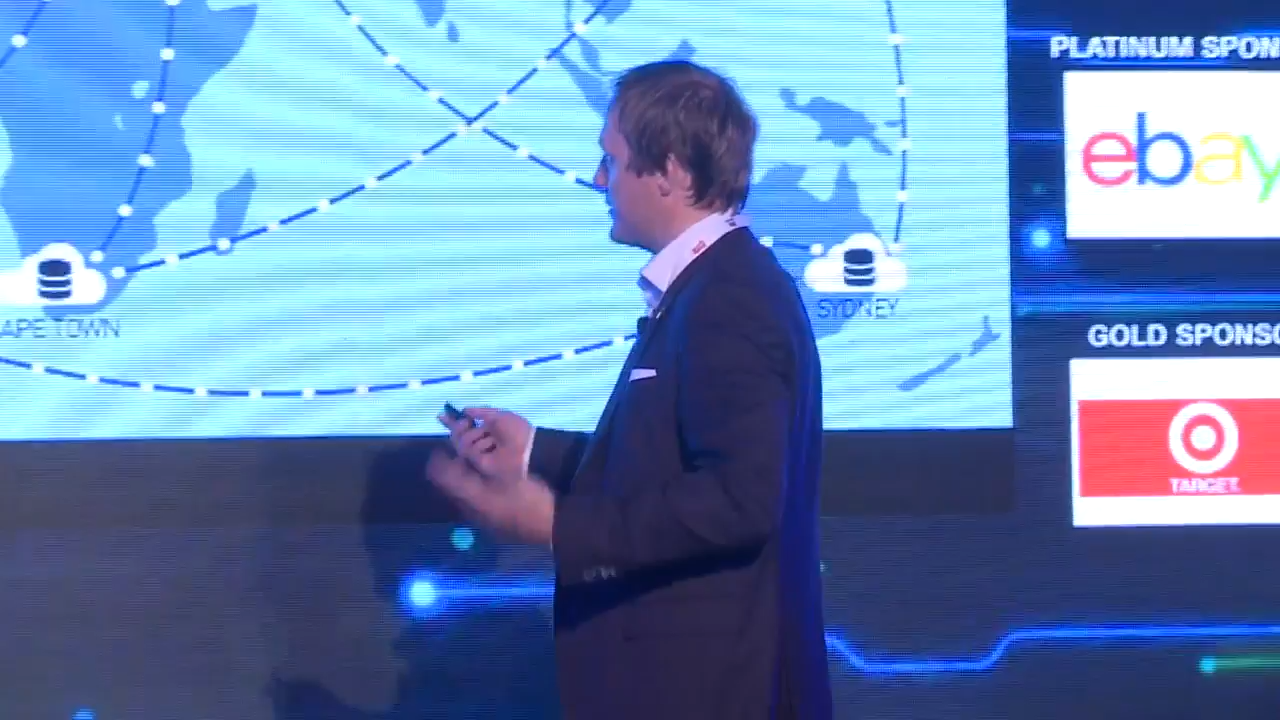 PLATINUM SPON
ebay
APE TOWN
SYDNEY
GOLD SPONSO
TARGET